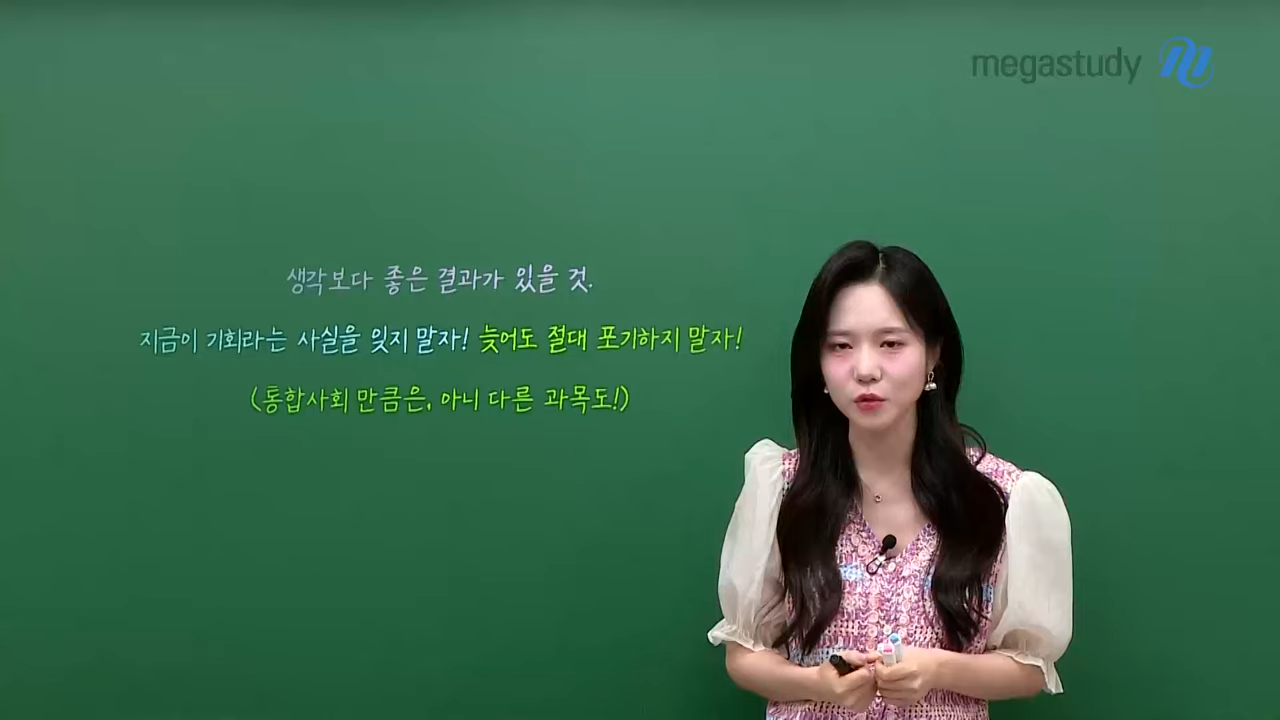 megastudy
생각보다 좋은 결과가 있을 것.
지금이 기회라는 사실을 잊지 말자! 늦어도 절대 포기하지 말자!
(통합사회 만큼은, 아니 다른 과목도!)